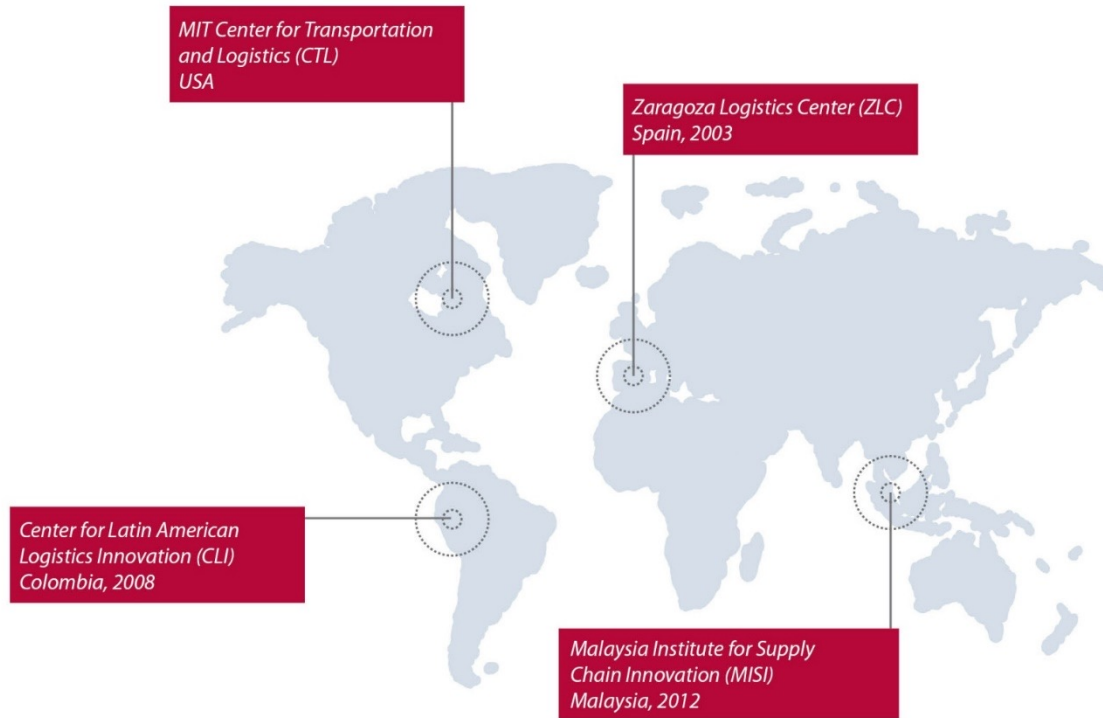 MIT Center for Transportation
and Logistics (CTL)
USA
Zaragoza Logistics Center (ZLC)
Spain, 2003
Center for Latin American
Logistics Innovation (CLI)
Colombia, 2008
Malaysia Institute for Supply
Chain Innovation (MISI)
Malaysia, 2012